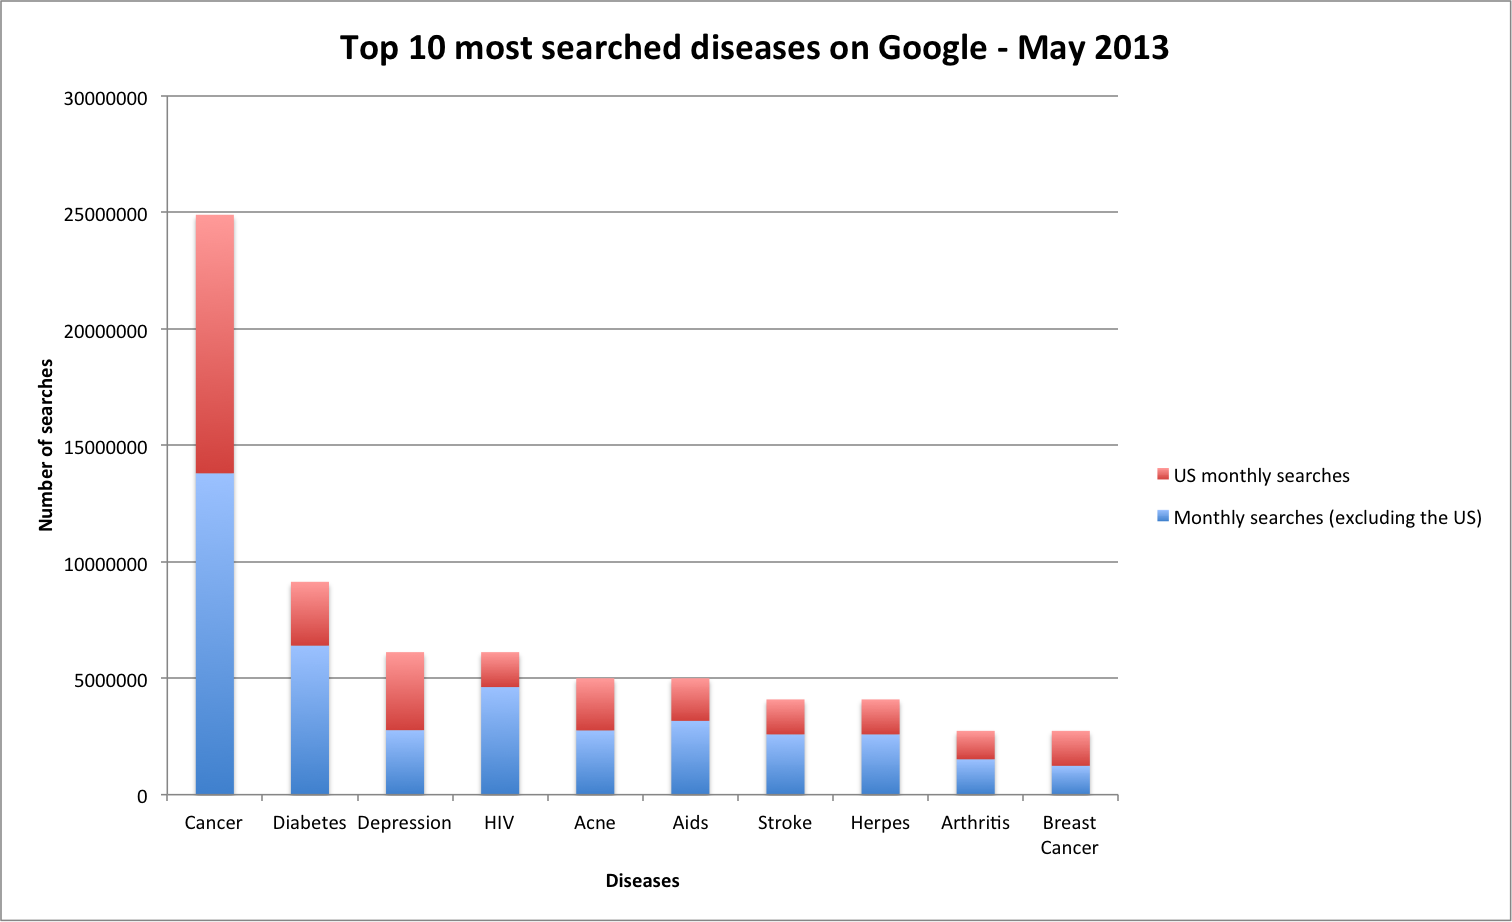 Top 10 most searched diseases on Google - May 2013
30000000
25000000
20000000
15000000
10000000
5000000
0
Number of searches
Cancer
Diabetes
Depression
HIV
Acne
Aids
Stroke
Herpes
Arthritis
Breast
Cancer
Diseases
US monthly searches
Monthly searches (excluding the US)